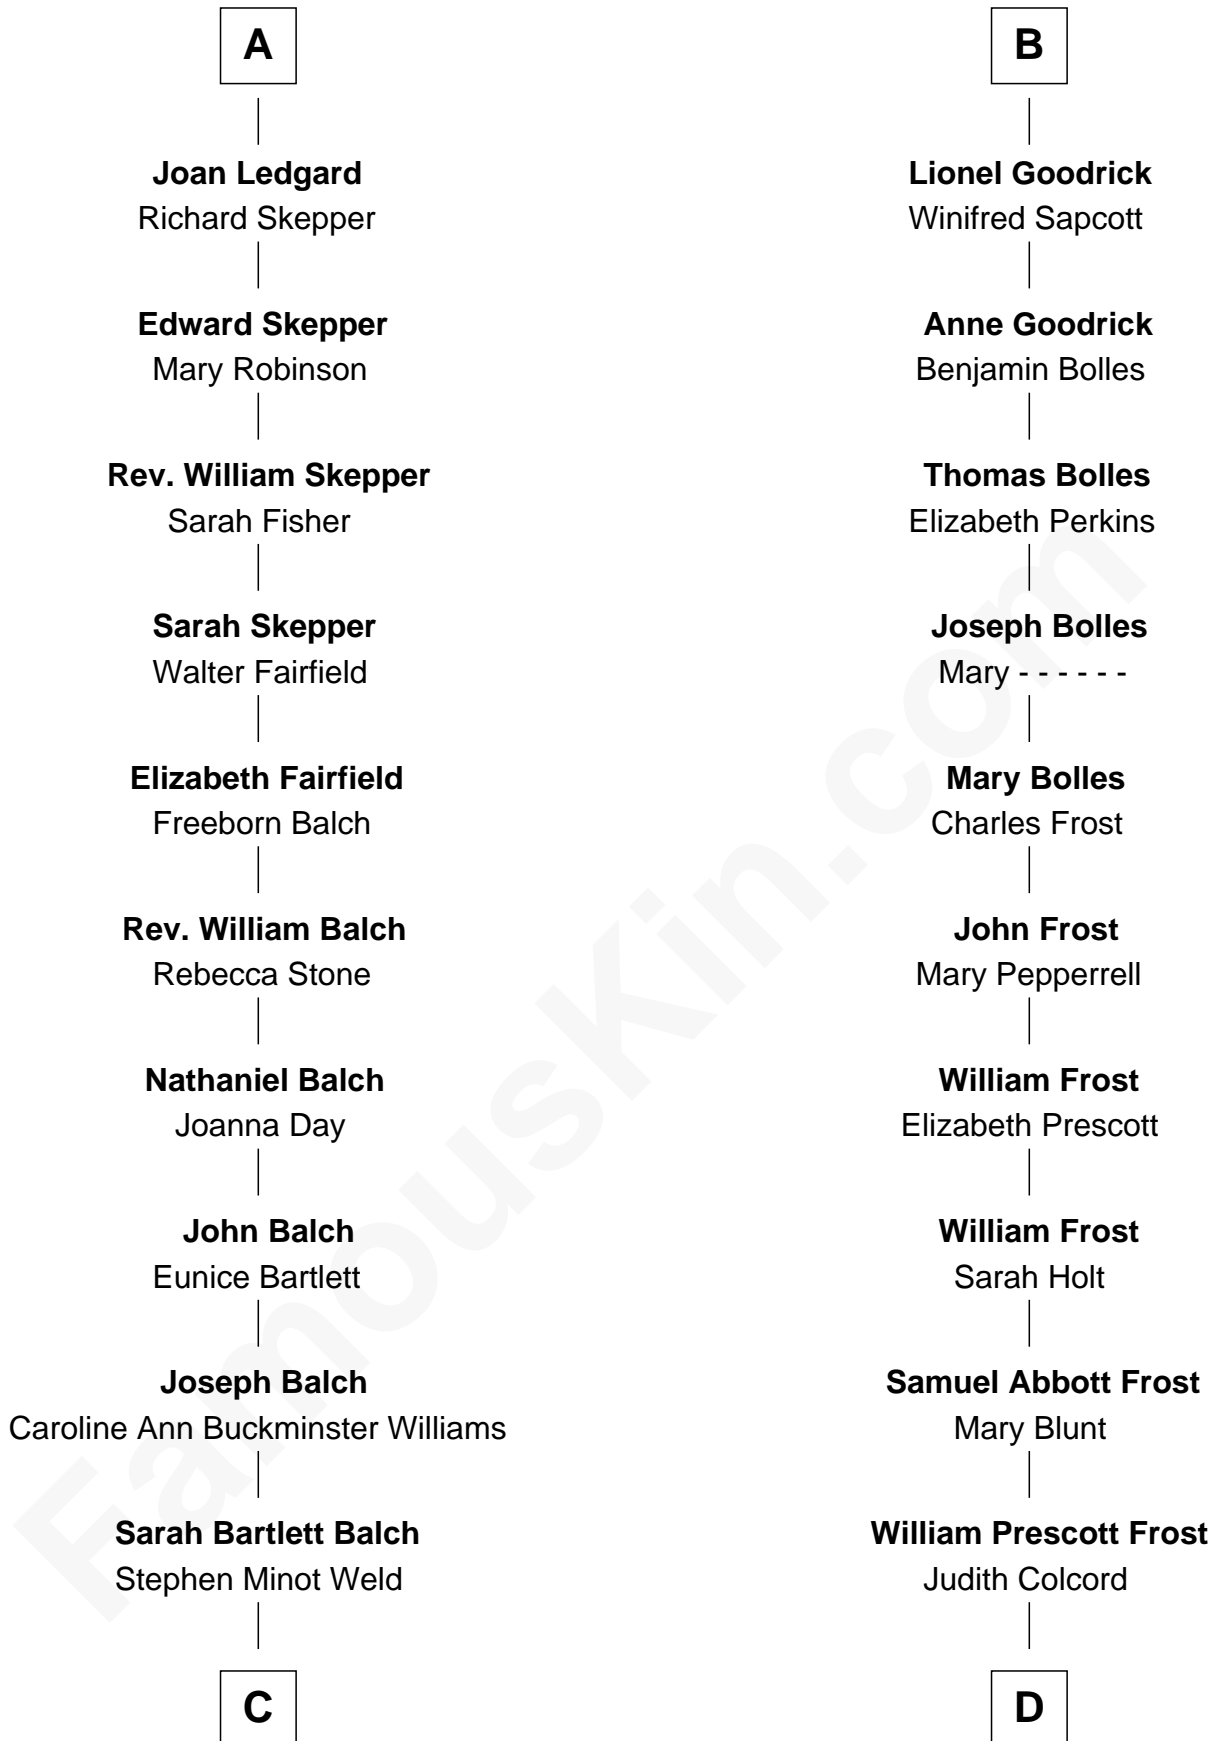 A
Joan Ledgard
Richard Skepper
Edward Skepper
Mary Robinson
Rev. William Skepper
Sarah Fisher
Sarah Skepper
Walter Fairfield
Elizabeth Fairfield
Freeborn Balch
Rev. William Balch
Rebecca Stone
Nathaniel Balch
Joanna Day
John Balch
Eunice Bartlett
Joseph Balch
Caroline Ann Buckminster Williams
Sarah Bartlett Balch
Stephen Minot Weld
C
B
Lionel Goodrick
Winifred Sapcott
Anne Goodrick
Benjamin Bolles
Thomas Bolles
Elizabeth Perkins
Joseph Bolles
Mary - - - - - -
Mary Bolles
Charles Frost
John Frost
Mary Pepperrell
William Frost
Elizabeth Prescott
William Frost
Sarah Holt
Samuel Abbott Frost
Mary Blunt
William Prescott Frost
Judith Colcord
D
FamousKin.com